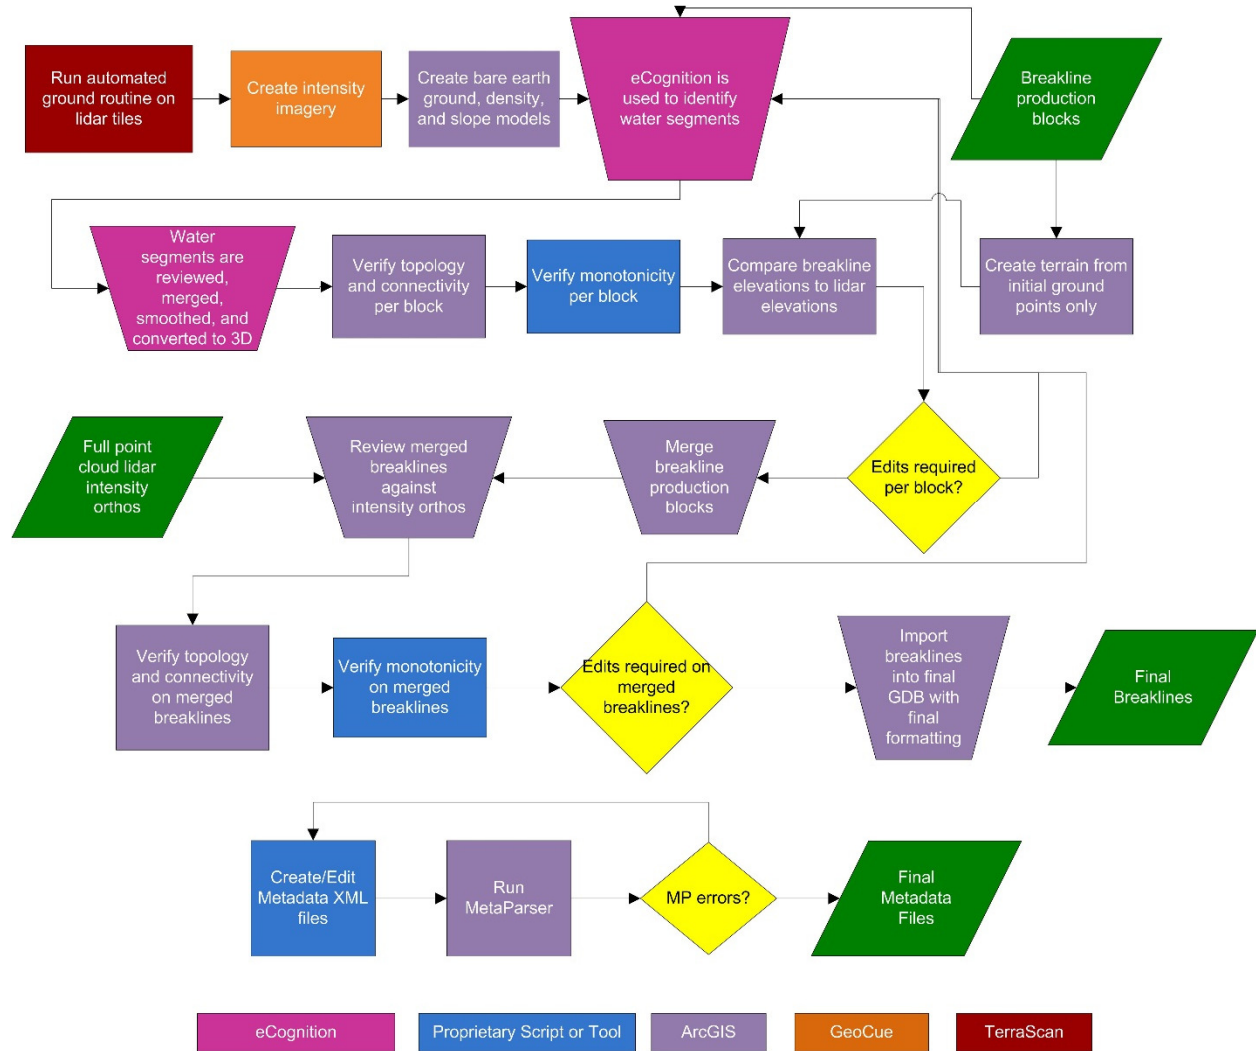 Run automated
ground routine on
lidar tiles
Create intensity
imagery
Create bare earth
ground, density,
and slope models
eCognition is
used to identify
water segments
Breakline
production
blocks
Water
segments are
reviewed,
merged,
smoothed, and
converted to 3D
Verify topology
and connectivity
per block
Verify monotonicity
per block
Compare breakline
elevations to lidar
elevations
Create terrain from
initial ground
points only
Full point
cloud lidar
intensity
orthos
Review merged
breaklines
against
intensity orthos
Merge
breakline
production
blocks
Edits required
per block?
Verify topology
and connectivity
on merged
breaklines
Verify monotonicity
on merged
breaklines
Edits required on
merged
breaklines?
Import
breaklines
into final
GDB with
final
formatting
Final
Breaklines
Create/Edit
Metadata XML
files
Run
MetaParser
MP errors?
Final
Metadata
Files
eCognition
Proprietary Script or Tool
ArcGIS
GeoCue
TerraScan